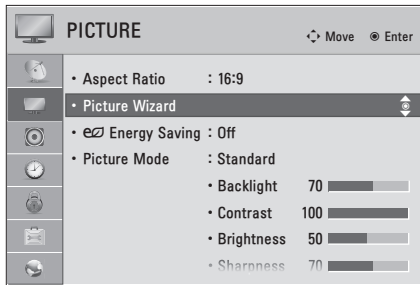 PICTURE
Move Enter
• Aspect Ratio : 16:9
• Picture Wizard
• Energy Saving : Off
• Picture Mode : Standard
• Backlight 70
• Contrast 100
• Brightness 50
• Sharpness 70